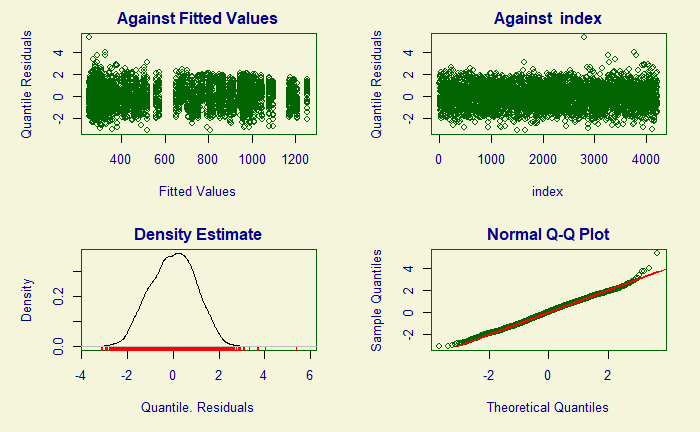 Against Fitted Values
Quantile Residuals
-2 0 2 4
400 600 800 1000 1200
Fitted Values
Against index
Quantile Residuals
-2 0 2 4
0 1000 2000 3000 4000
index
Density Estimate
Density
0.0 0.2
-4 -2 0 2 4 6
Quantile. Residuals
Normal Q-Q Plot
Sample Quantiles
-2 0 2 4
-2 0 2
Theoretical Quantiles